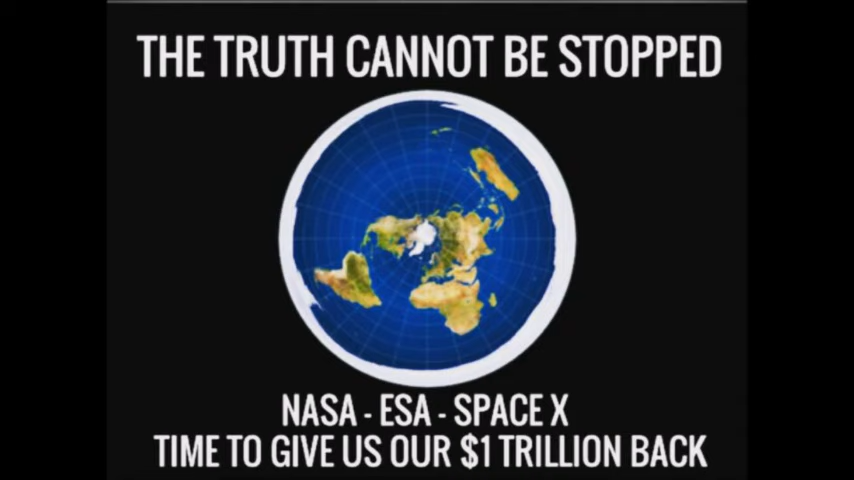 THE TRUTH CANNOT BE STOPPED
NASA - ESA - SPACE X
TIME TO GIVE US OUR $1 TRILLION BACK